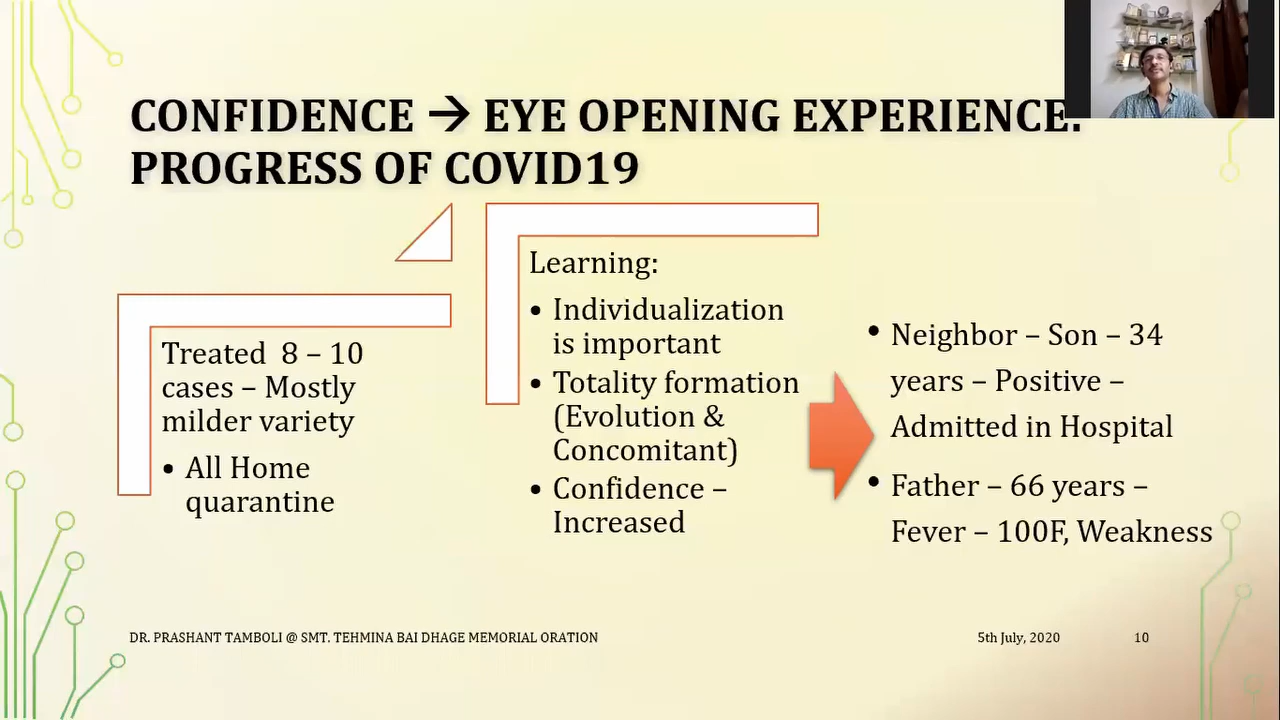 CONFIDENCE → EYE OPENING EXPERIENCE.
PROGRESS OF COVID19
Treated 8 – 10
cases – Mostly
milder variety
• All Home
quarantine
Learning:
• Individualization
is important
• Totality formation
(Evolution &
Concomitant)
• Confidence –
Increased
• Neighbor – Son – 34
years – Positive –
Admitted in Hospital
• Father – 66 years –
Fever – 100F, Weakness
DR. PRASHANT TAMBOLI @ SMT. TEHMINA BAI DHAGE MEMORIAL ORATION
5th July, 2020
10